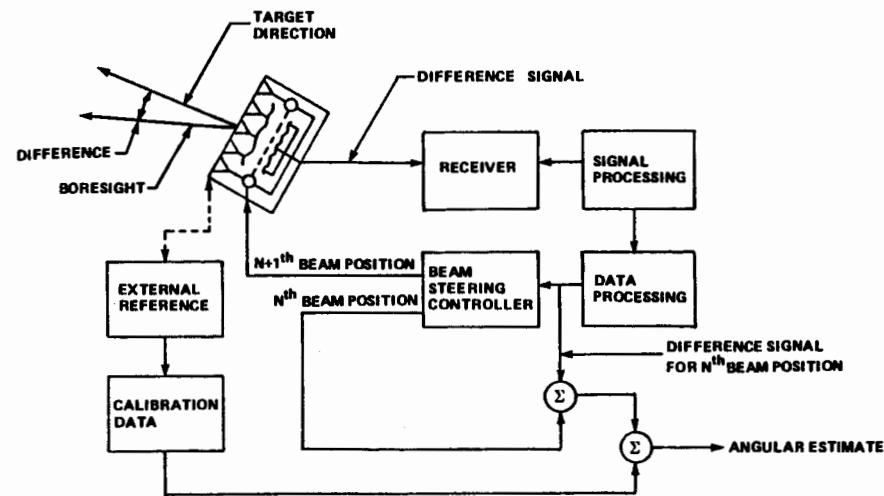 TARGET
DIRECTION
DIFFERENCE SIGNAL
DIFFERENCE
BORESIGHT
RECEIVER
SIGNAL
PROCESSING
N+1th BEAM POSITION
Nth BEAM POSITION
BEAM
STEERING
CONTROLLER
DATA
PROCESSING
EXTERNAL
REFERENCE
DIFFERENCE SIGNAL
FOR Nth BEAM POSITION
CALIBRATION
DATA
Σ
Σ
ANGULAR ESTIMATE